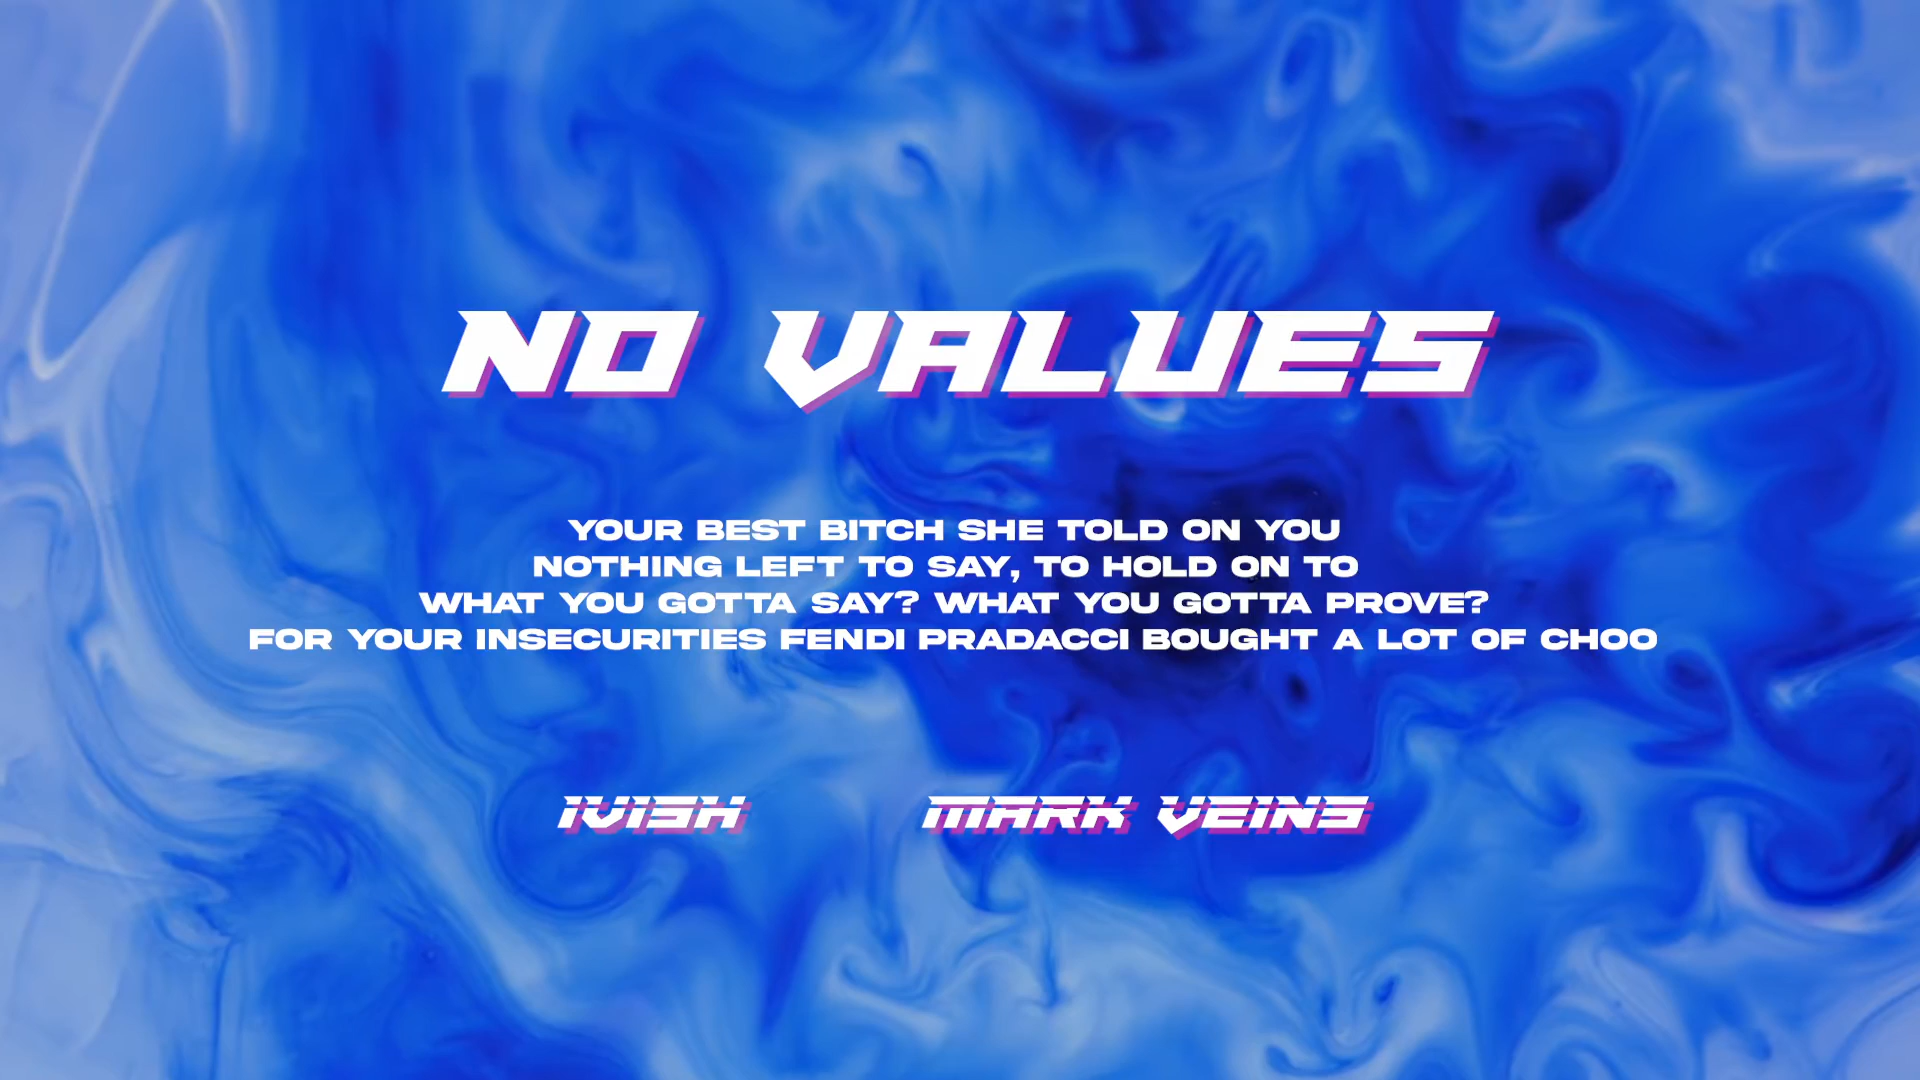 NO VALUES
YOUR BEST BITCH SHE TOLD ON YOU
NOTHING LEFT TO SAY, TO HOLD ON TO
WHAT YOU GOTTA SAY? WHAT YOU GOTTA PROVE?
FOR YOUR INSECURITIES FENDI PRADACCI BOUGHT A LOT OF CHOO
IVISH MARK VEINS